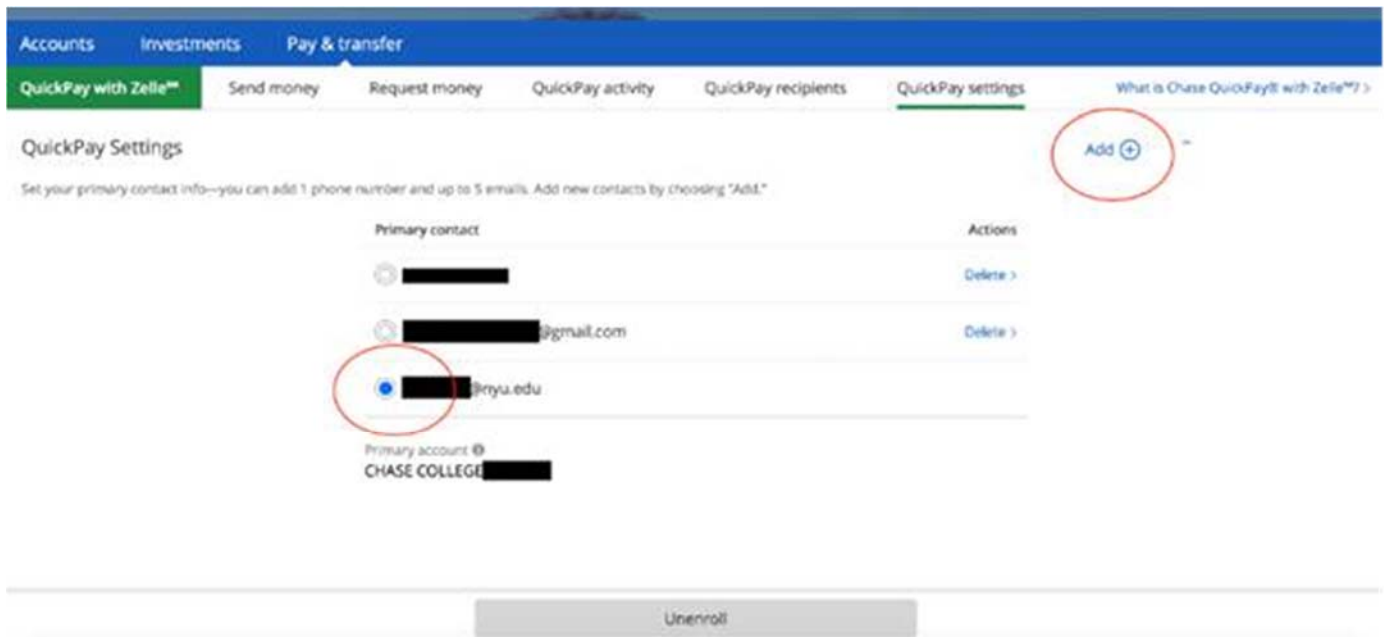 Accounts Investments Pay & transfer
QuickPay with Zelle℠ Send money Request money QuickPay activity QuickPay recipients QuickPay settings What is Chase QuickPay® with Zelle℠? >
QuickPay Settings Add
Set your primary contact info—you can add 1 phone number and up to 5 emails. Add new contacts by choosing "Add."
Primary contact Actions
Delete >
@gmail.com Delete >
@nyu.edu
Primary account
CHASE COLLEGE
Unenroll